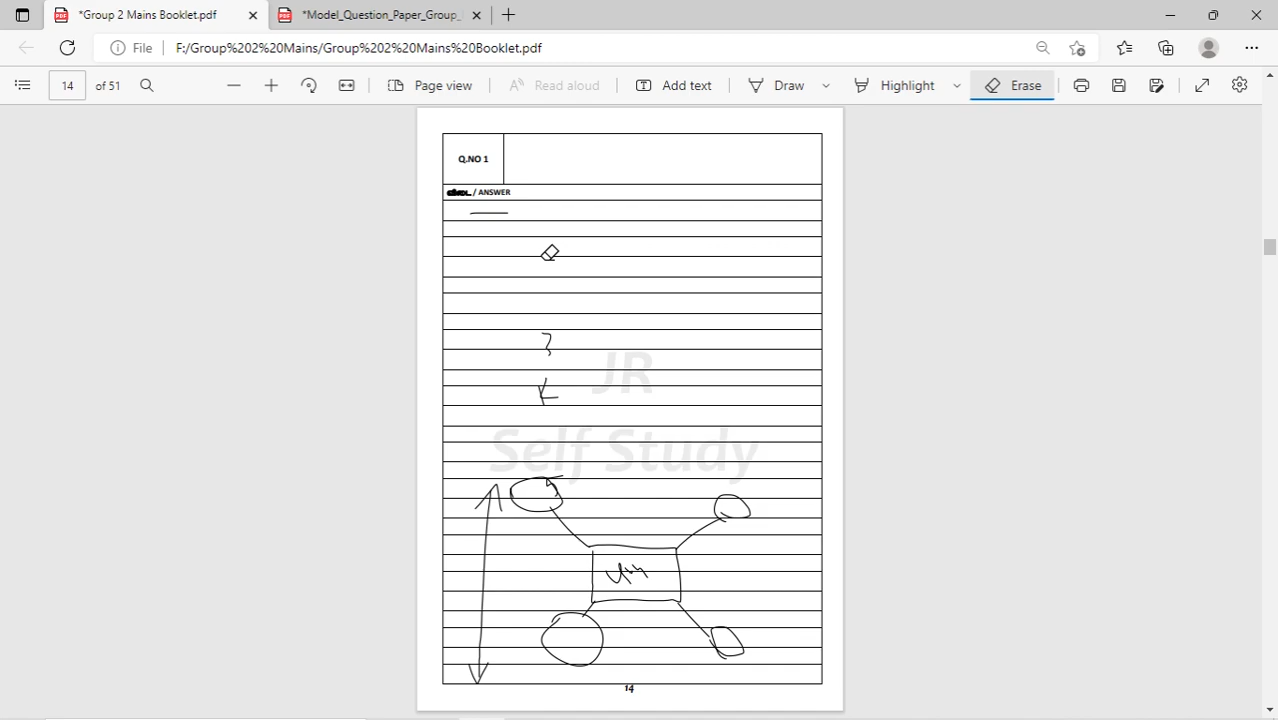 *Group 2 Mains Booklet.pdf
*Model_Question_Paper_Group_
File
F:/Group%202%20Mains/Group%202%20Mains%20Booklet.pdf
14 of 51
Page view
Read aloud
Add text
Draw
Highlight
Erase
Q.NO 1
/ ANSWER
JR
Self Study
14